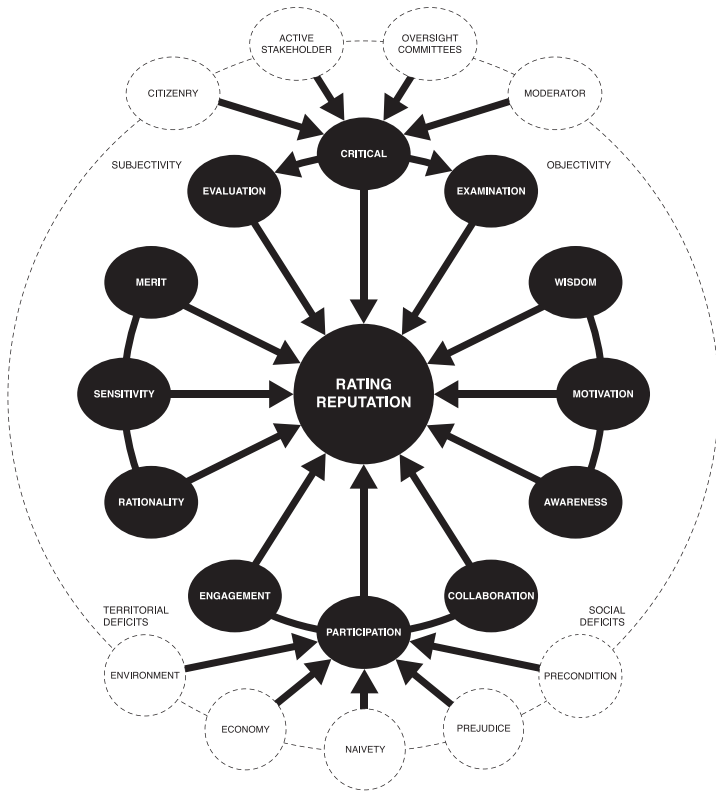 ACTIVE
STAKEHOLDER
OVERSIGHT
COMMITTEES
CITIZENRY
MODERATOR
CRITICAL
SUBJECTIVITY
OBJECTIVITY
EVALUATION
EXAMINATION
MERIT
WISDOM
RATING
REPUTATION
SENSITIVITY
MOTIVATION
RATIONALITY
AWARENESS
ENGAGEMENT
COLLABORATION
TERRITORIAL
DEFICITS
SOCIAL
DEFICITS
PARTICIPATION
ENVIRONMENT
PRECONDITION
ECONOMY
PREJUDICE
NAIVETY